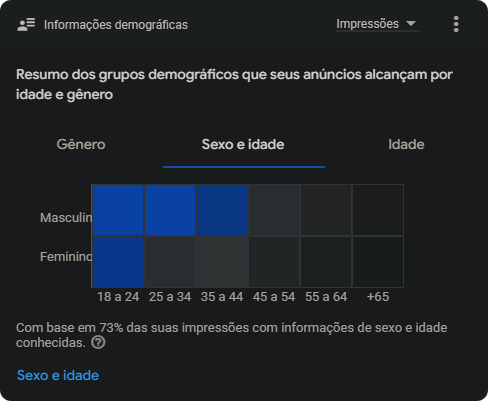 Informações demográficas
Impressões
Resumo dos grupos demográficos que seus anúncios alcançam por
idade e gênero
Gênero
Sexo e idade
Idade
Masculin
Feminino
18 a 24
25 a 34
35 a 44
45 a 54
55 a 64
+65
Com base em 73% das suas impressões com informações de sexo e idade
conhecidas. ?
Sexo e idade